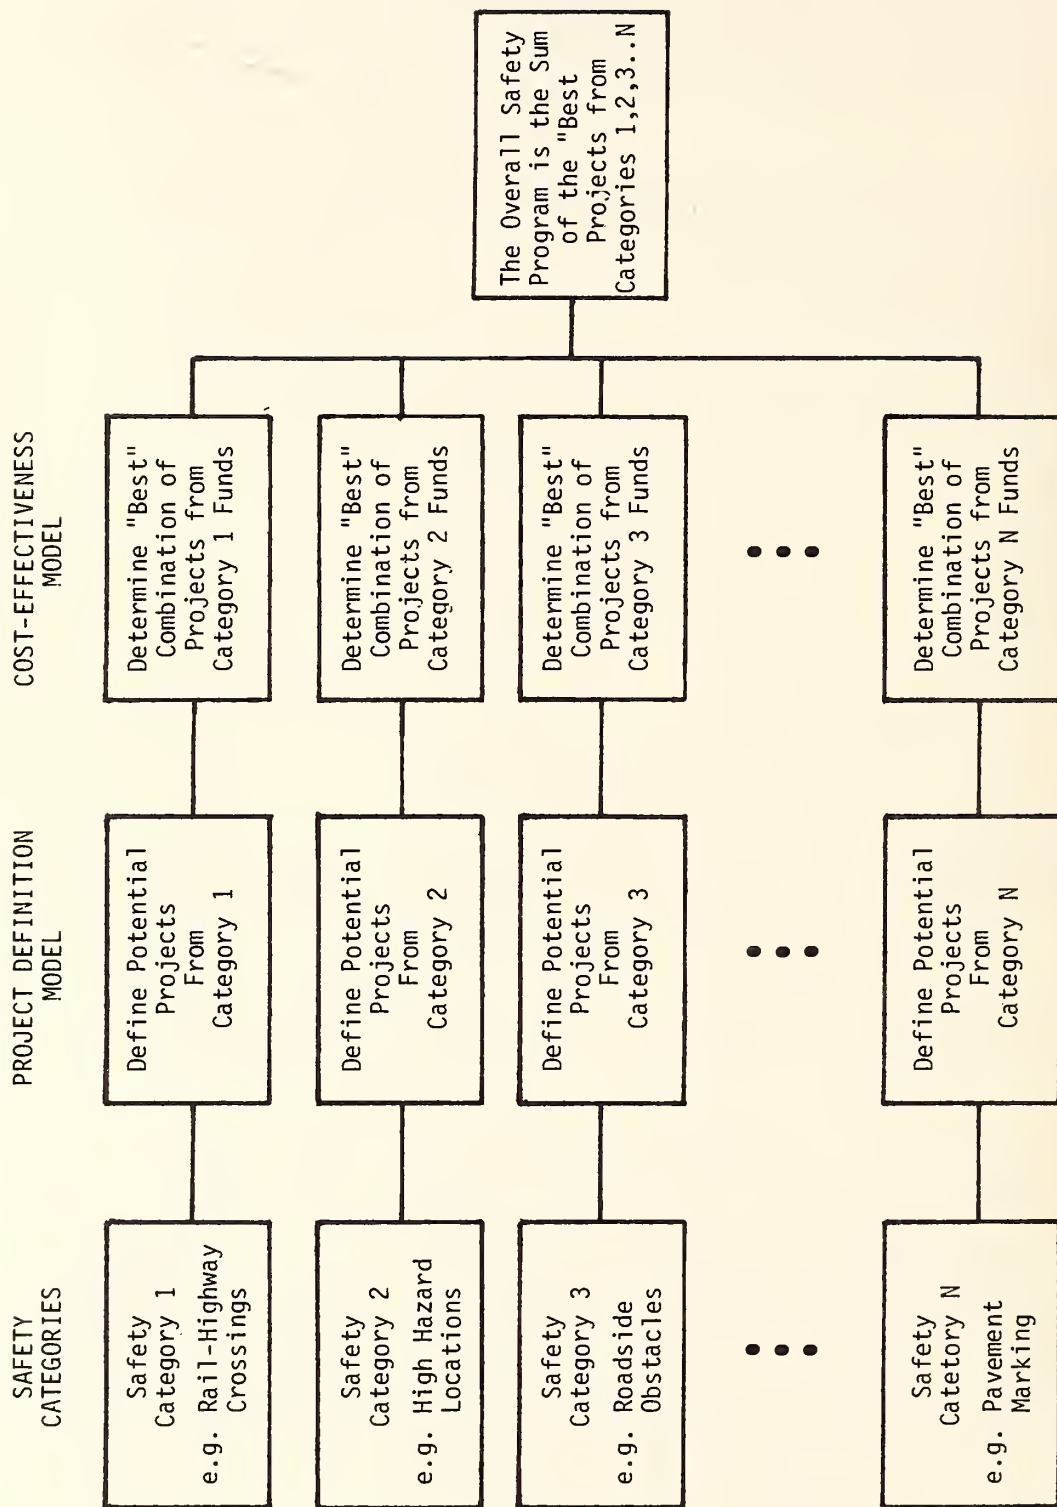 SAFETY
CATEGORIES
PROJECT DEFINITION
MODEL
COST-EFFECTIVENESS
MODEL
Safety
Category 1
e.g. Rail-Highway
Crossings
Define Potential
Projects
From
Category 1
Determine "Best"
Combination of
Projects from
Category 1 Funds
Safety
Category 2
e.g. High Hazard
Locations
Define Potential
Projects
From
Category 2
Determine "Best"
Combination of
Projects from
Category 2 Funds
Safety
Category 3
e.g. Roadside
Obstacles
Define Potential
Projects
From
Category 3
Determine "Best"
Combination of
Projects from
Category 3 Funds
Safety
Catetory N
e.g. Pavement
Marking
Define Potential
Projects
From
Category N
Determine "Best"
Combination of
Projects from
Category N Funds
The Overall Safety
Program is the Sum
of the "Best
Projects from
Categories 1,2,3..N